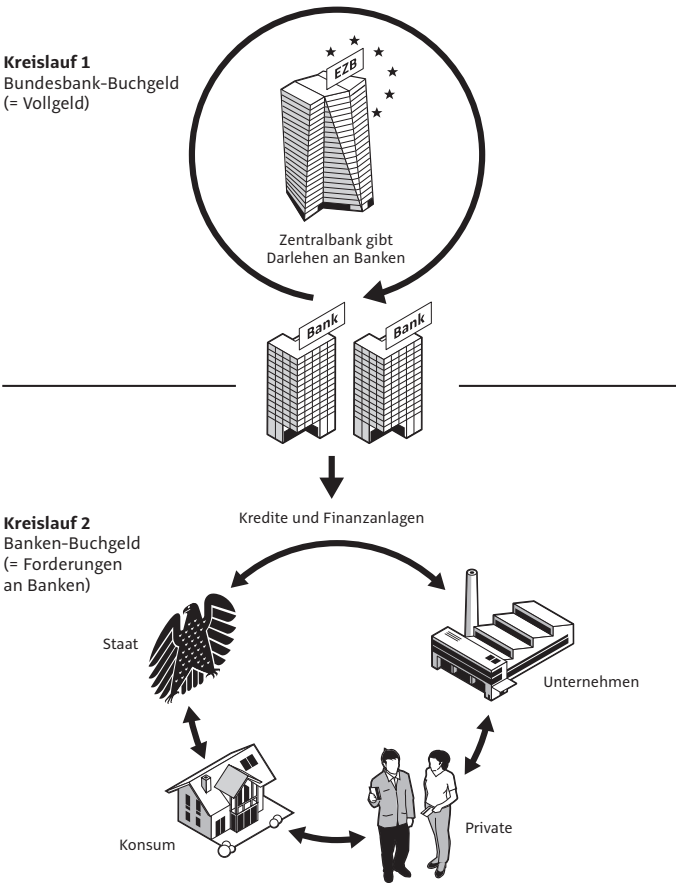 Kreislauf 1
Bundesbank-Buchgeld
(= Vollgeld)
EZB
Zentralbank gibt
Darlehen an Banken
Bank
Bank
Kredite und Finanzanlagen
Kreislauf 2
Banken-Buchgeld
(= Forderungen
an Banken)
Staat
Unternehmen
Konsum
Private